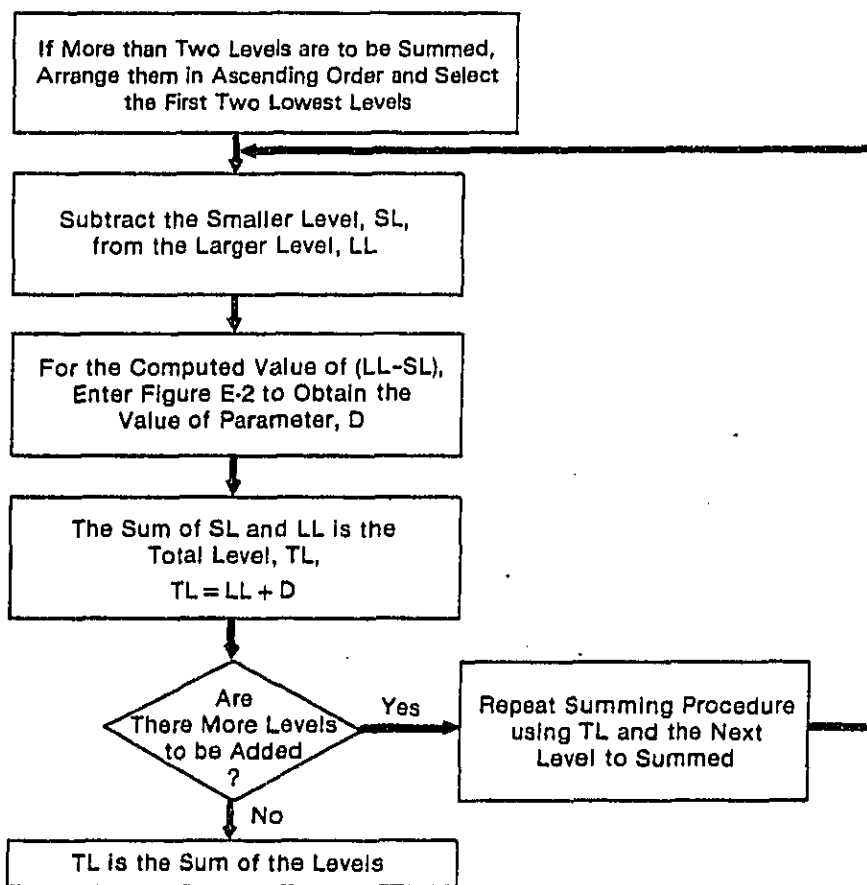 If More than Two Levels are to be Summed,
Arrange them in Ascending Order and Select
the First Two Lowest Levels
Subtract the Smaller Level, SL,
from the Larger Level, LL
For the Computed Value of (LL-SL),
Enter Figure E-2 to Obtain the
Value of Parameter, D
The Sum of SL and LL is the
Total Level, TL,
TL = LL + D
Are
There More Levels
to be Added
?
Yes
Repeat Summing Procedure
using TL and the Next
Level to Summed
No
TL is the Sum of the Levels